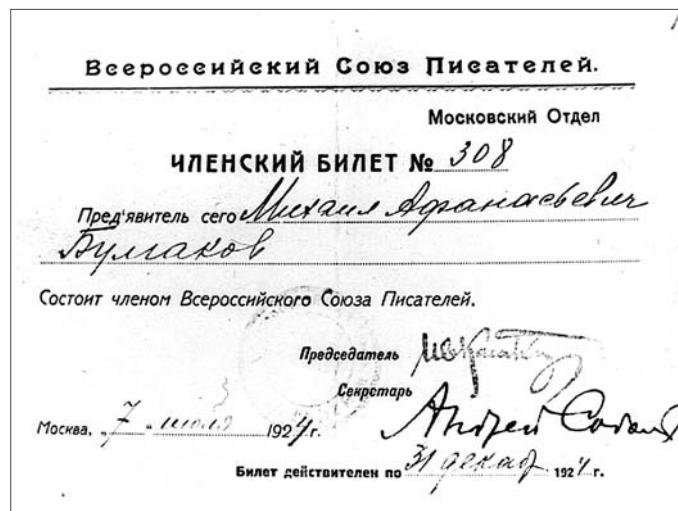 Всероссийский Союз Писателей.
Московский Отдел
ЧЛЕНСКИЙ БИЛЕТ № 308
Пред'явитель сего Михаил Афанасьевич
Булгаков
Состоит членом Всероссийского Союза Писателей.
Председатель
Секретарь
Андрей Соболь
Москва, "7" июля 1924 г.
Билет действителен по 31 декаб. 1924 г.